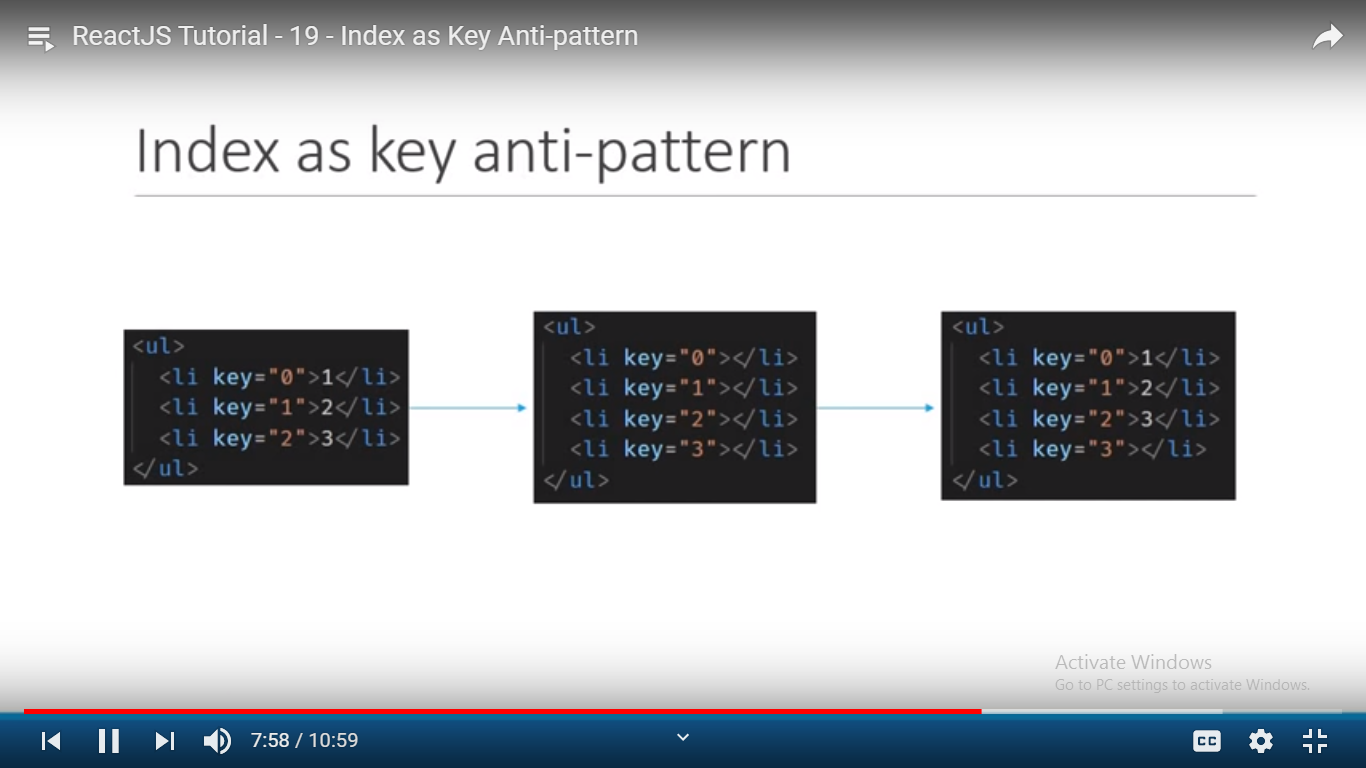 ReactJS Tutorial - 19 - Index as Key Anti-pattern
Index as key anti-pattern
<ul>
<li key="0">1</li>
<li key="1">2</li>
<li key="2">3</li>
</ul>
<ul>
<li key="0"></li>
<li key="1"></li>
<li key="2"></li>
<li key="3"></li>
</ul>
<ul>
<li key="0">1</li>
<li key="1">2</li>
<li key="2">3</li>
<li key="3"></li>
</ul>
Activate Windows
Go to PC settings to activate Windows.
7:58 / 10:59
CC